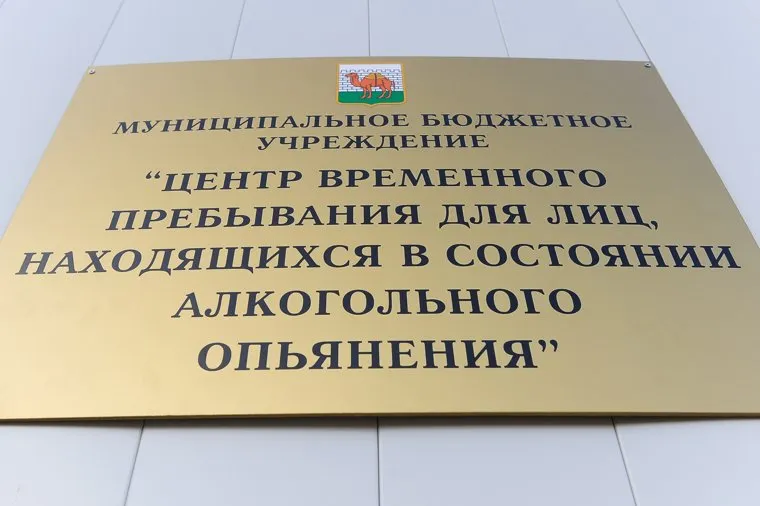 МУНИЦИПАЛЬНОЕ БЮДЖЕТНОЕ
УЧРЕЖДЕНИЕ
“ЦЕНТР ВРЕМЕННОГО
ПРЕБЫВАНИЯ ДЛЯ ЛИЦ,
НАХОДЯЩИХСЯ В СОСТОЯНИИ
АЛКОГОЛЬНОГО
ОПЬЯНЕНИЯ”